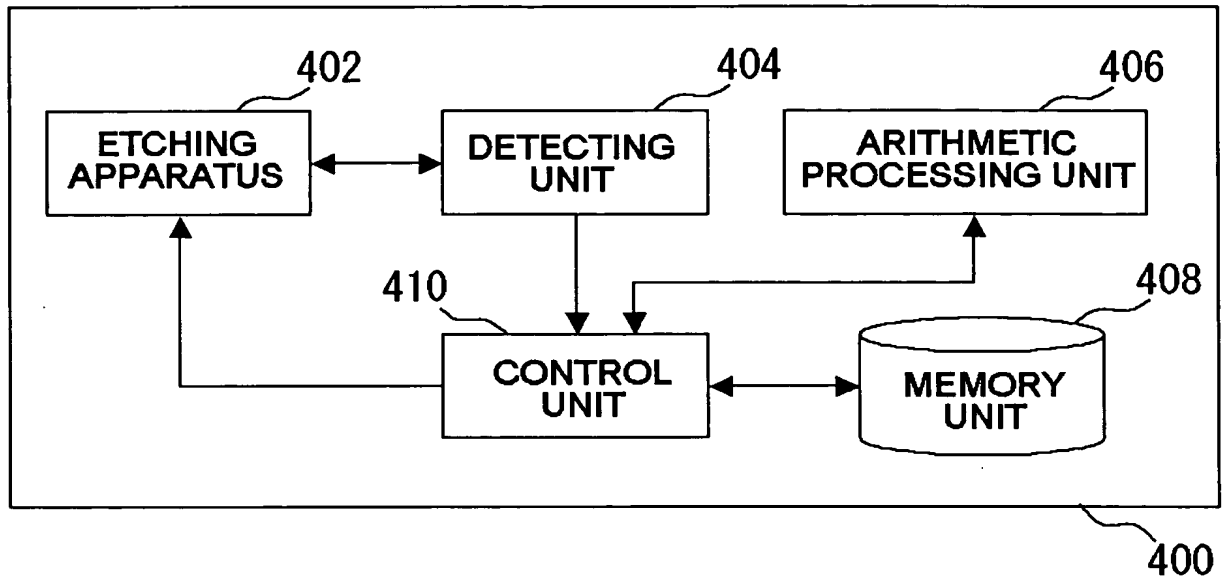 402
404
406
ETCHING
APPARATUS
DETECTING
UNIT
ARITHMETIC
PROCESSING UNIT
410
408
CONTROL
UNIT
MEMORY
UNIT
400